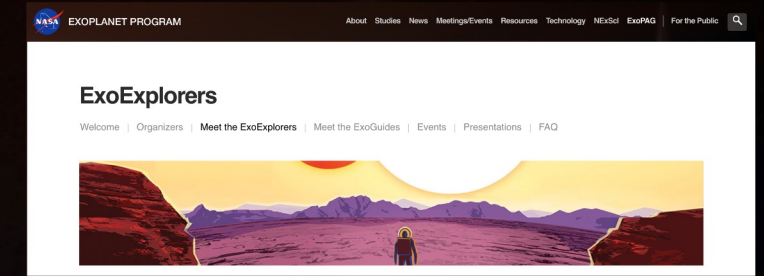 NASA EXOPLANET PROGRAM About Studies News Meetings/Events Resources Technology NExScI ExoPAG | For the Public
ExoExplorers
Welcome | Organizers | Meet the ExoExplorers | Meet the ExoGuides | Events | Presentations | FAQ